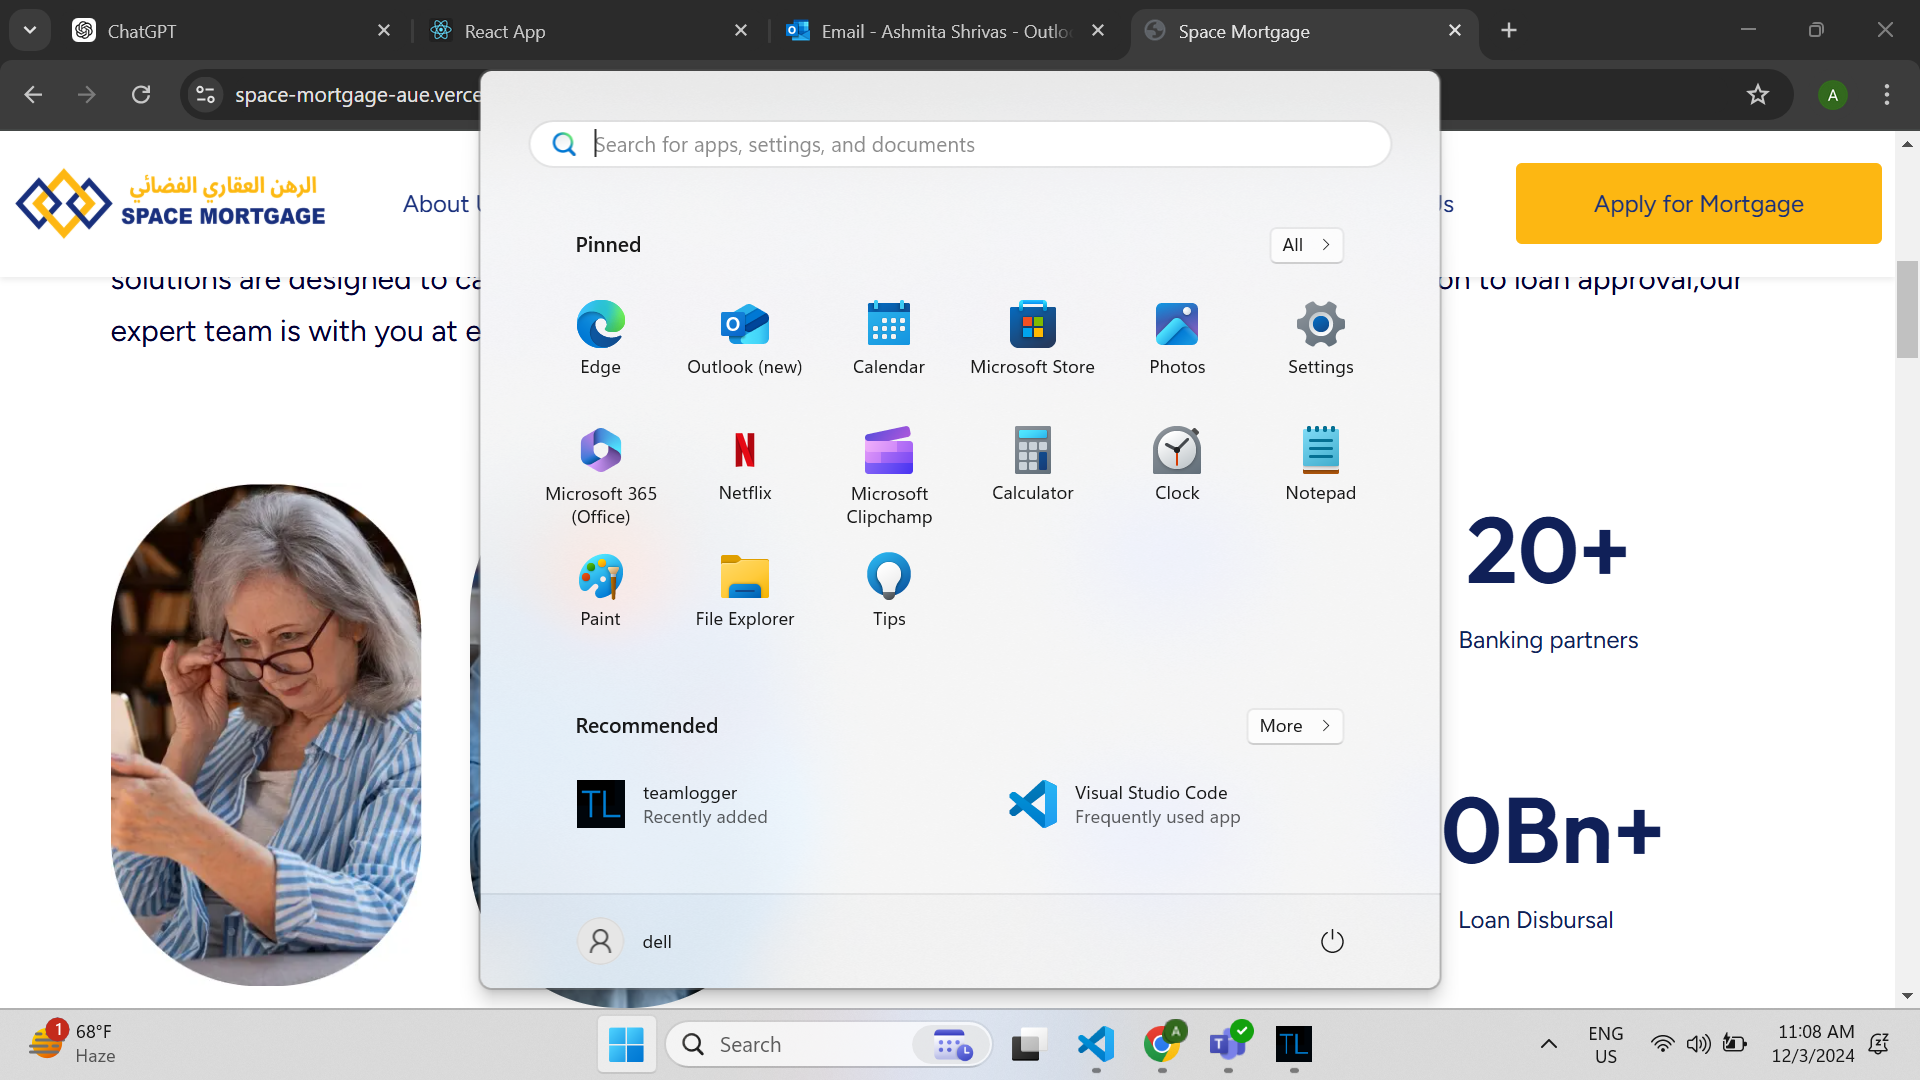 ChatGPT
React App
Email - Ashmita Shrivas - Outlo
Space Mortgage
space-mortgage-aue.verce
A
Search for apps, settings, and documents
الرهن العقاري الفضائي
SPACE MORTGAGE
About
Us
Apply for Mortgage
solutions are designed to ca
on to loan approval,our
expert team is with you at e
Pinned
All
Edge
Outlook (new)
Calendar
Microsoft Store
Photos
Settings
Microsoft 365
(Office)
Netflix
Microsoft
Clipchamp
Calculator
Clock
Notepad
Paint
File Explorer
Tips
20+
Banking partners
Recommended
More
TL
teamlogger
Recently added
Visual Studio Code
Frequently used app
0Bn+
Loan Disbursal
dell
1
68°F
Haze
Search
A
T
TL
ENG
US
11:08 AM
12/3/2024